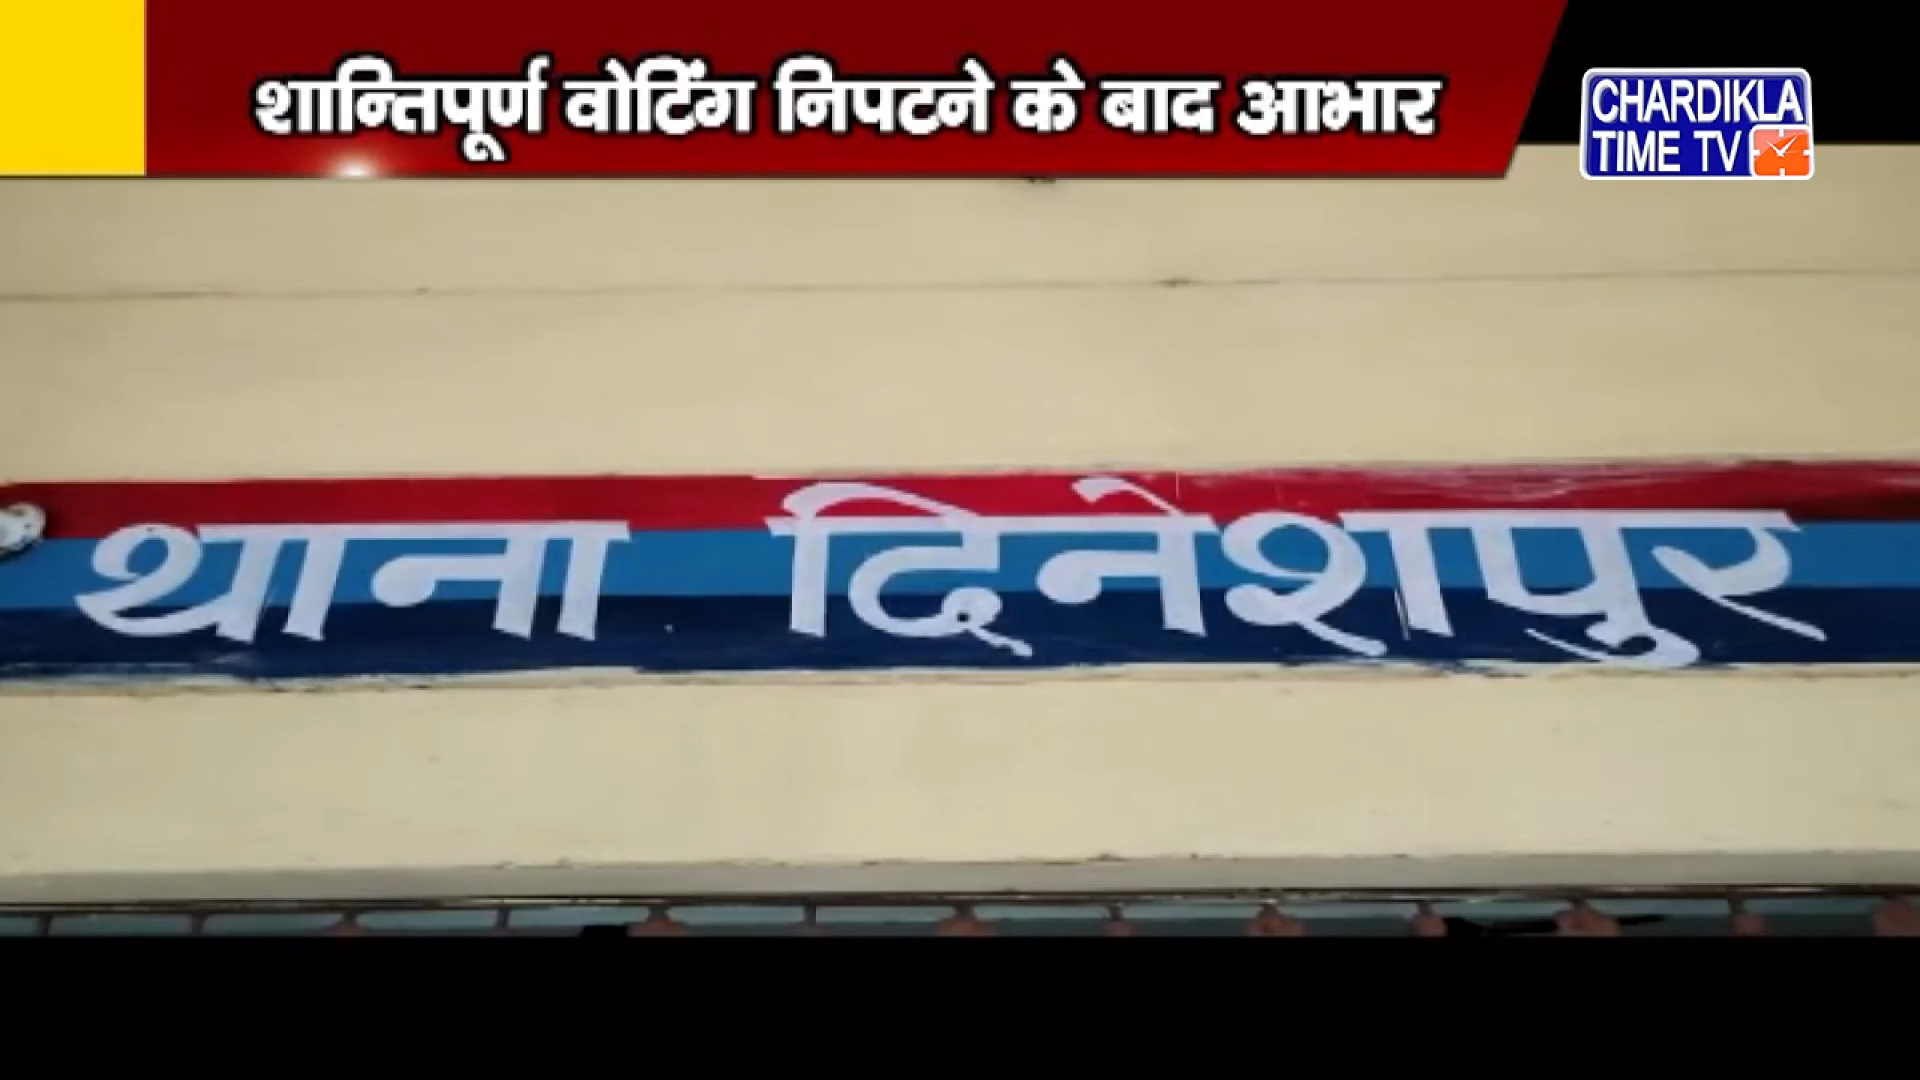 शान्तिपूर्ण वोटिंग निपटने के बाद आभार
CHARDIKLA
TIME TV
थाना दिनेशपुर